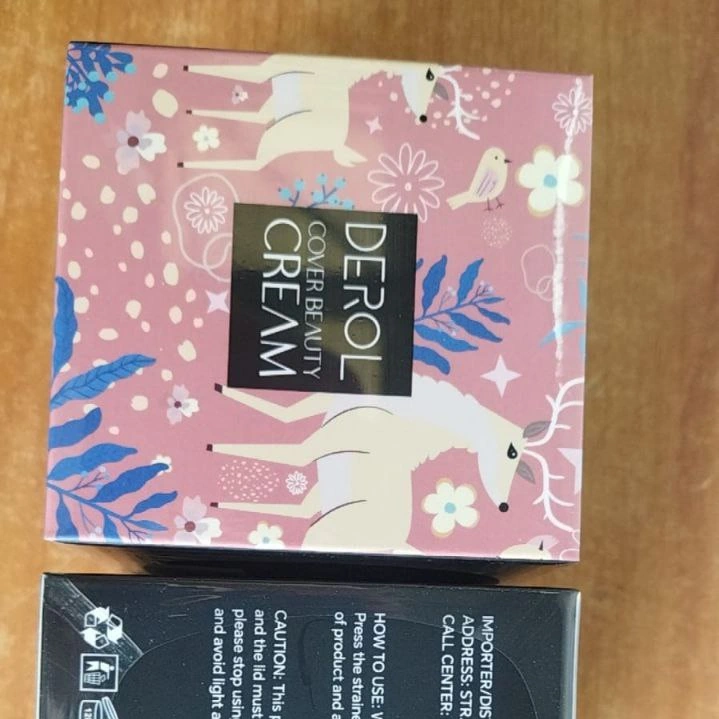 DEROL
COVER BEAUTY
CREAM
IMPORTER/DIS
ADDRESS: STR
CALL CENTER:
HOW TO USE: W
Press the straine
of product and a
CAUTION: This p
and the lid must
please stop usin
and avoid light a